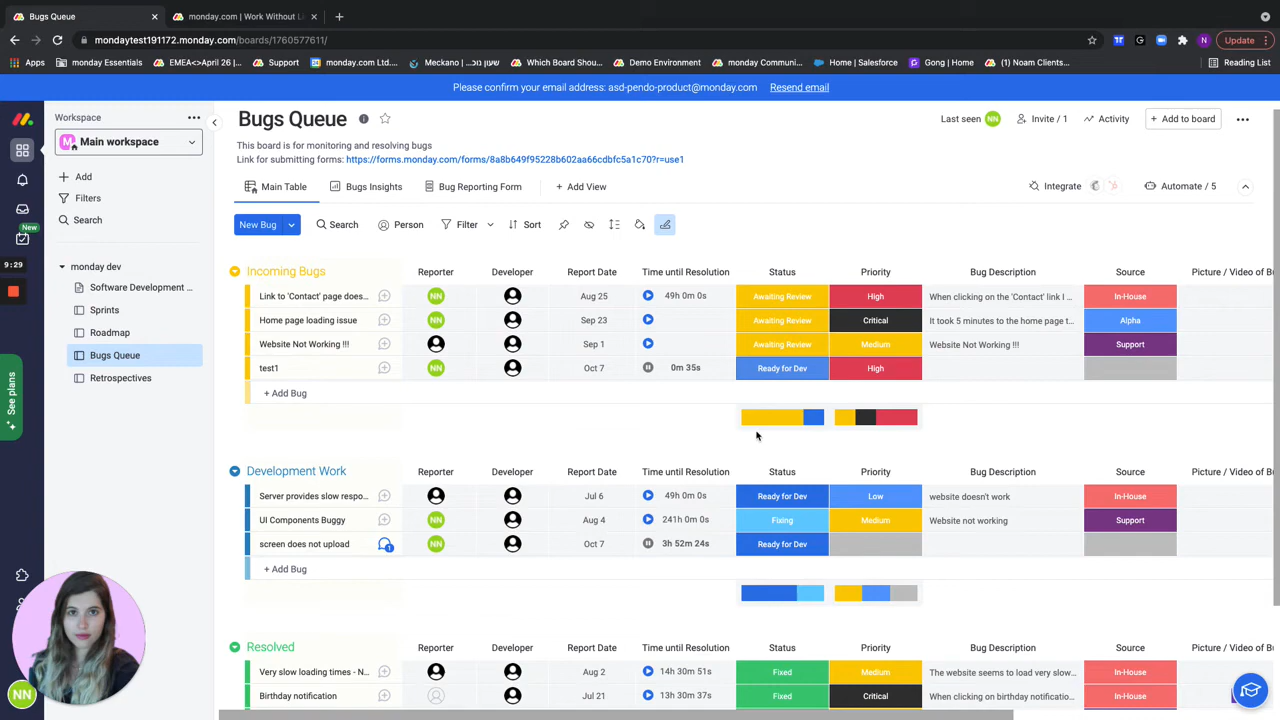 Bugs Queue
monday.com | Work Without Li
mondaytest191172.monday.com/boards/1760577611/
N
Update
Apps
monday Essentials
EMEA<>April 26 |...
Support
monday.com Ltd....
Meckano | שעון נוכ...
Which Board Shou...
Demo Environment
monday Communi...
Home | Salesforce
Gong | Home
(1) Noam Clients...
Reading List
Please confirm your email address: asd-pendo-product@monday.com Resend email
Workspace
M Main workspace
Add
Filters
Search
New
9:29
monday dev
Software Development ...
Sprints
Roadmap
Bugs Queue
Retrospectives
See plans
NN
Bugs Queue
Last seen NN
Invite / 1
Activity
+ Add to board
This board is for monitoring and resolving bugs
Link for submitting forms: https://forms.monday.com/forms/8a8b649f95228b602aa66cdbfc5a1c70?r=use1
Main Table
Bugs Insights
Bug Reporting Form
+ Add View
Integrate
Automate / 5
New Bug
Search
Person
Filter
Sort
Incoming Bugs Reporter Developer Report Date Time until Resolution Status Priority Bug Description Source Picture / Video of B
Link to 'Contact' page does... NN Aug 25 49h 0m 0s Awaiting Review High When clicking on the 'Contact' link I ... In-House
Home page loading issue NN Sep 23 Awaiting Review Critical It took 5 minutes to the home page t... Alpha
Website Not Working !!! Sep 1 Awaiting Review Medium Website Not Working !!! Support
test1 NN Oct 7 0m 35s Ready for Dev High
+ Add Bug
Development Work Reporter Developer Report Date Time until Resolution Status Priority Bug Description Source Picture / Video of B
Server provides slow respo... Jul 6 49h 0m 0s Ready for Dev Low website doesn't work In-House
UI Components Buggy NN Aug 4 241h 0m 0s Fixing Medium Website not working Support
screen does not upload 1 NN Oct 7 3h 52m 24s Ready for Dev
+ Add Bug
Resolved Reporter Developer Report Date Time until Resolution Status Priority Bug Description Source Picture / Video of B
Very slow loading times - N... Aug 2 14h 30m 51s Fixed Medium The website seems to load very slow... In-House
Birthday notification Jul 21 13h 30m 37s Fixed Critical When clicking on birthday notificatio... In-House